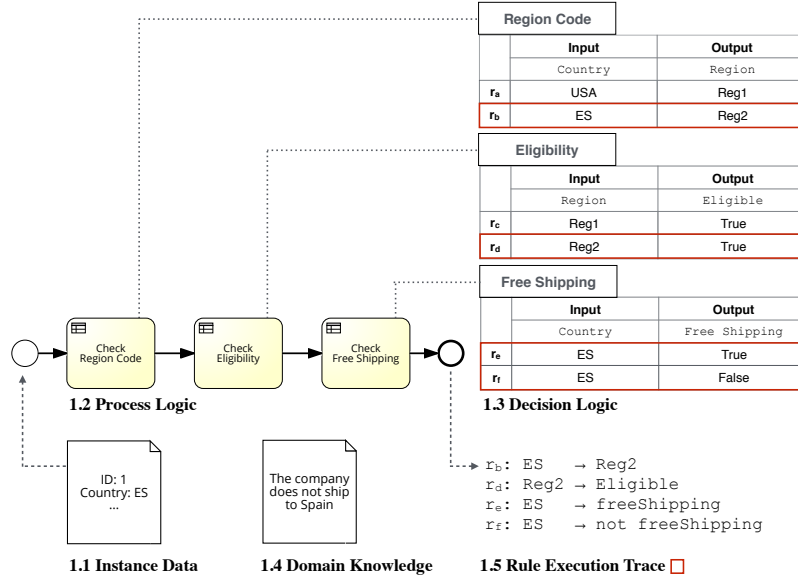 Region Code
Input Output
Country Region
ra USA Reg1
rb ES Reg2
Eligibility
Input Output
Region Eligible
rc Reg1 True
rd Reg2 True
Free Shipping
Input Output
Country Free Shipping
re ES True
rf ES False
Check
Region Code
Check
Eligibility
Check
Free Shipping
1.2 Process Logic
1.3 Decision Logic
ID: 1
Country: ES
...
The company
does not ship
to Spain
rb: ES → Reg2
rd: Reg2 → Eligible
re: ES → freeShipping
rf: ES → not freeShipping
1.1 Instance Data
1.4 Domain Knowledge
1.5 Rule Execution Trace